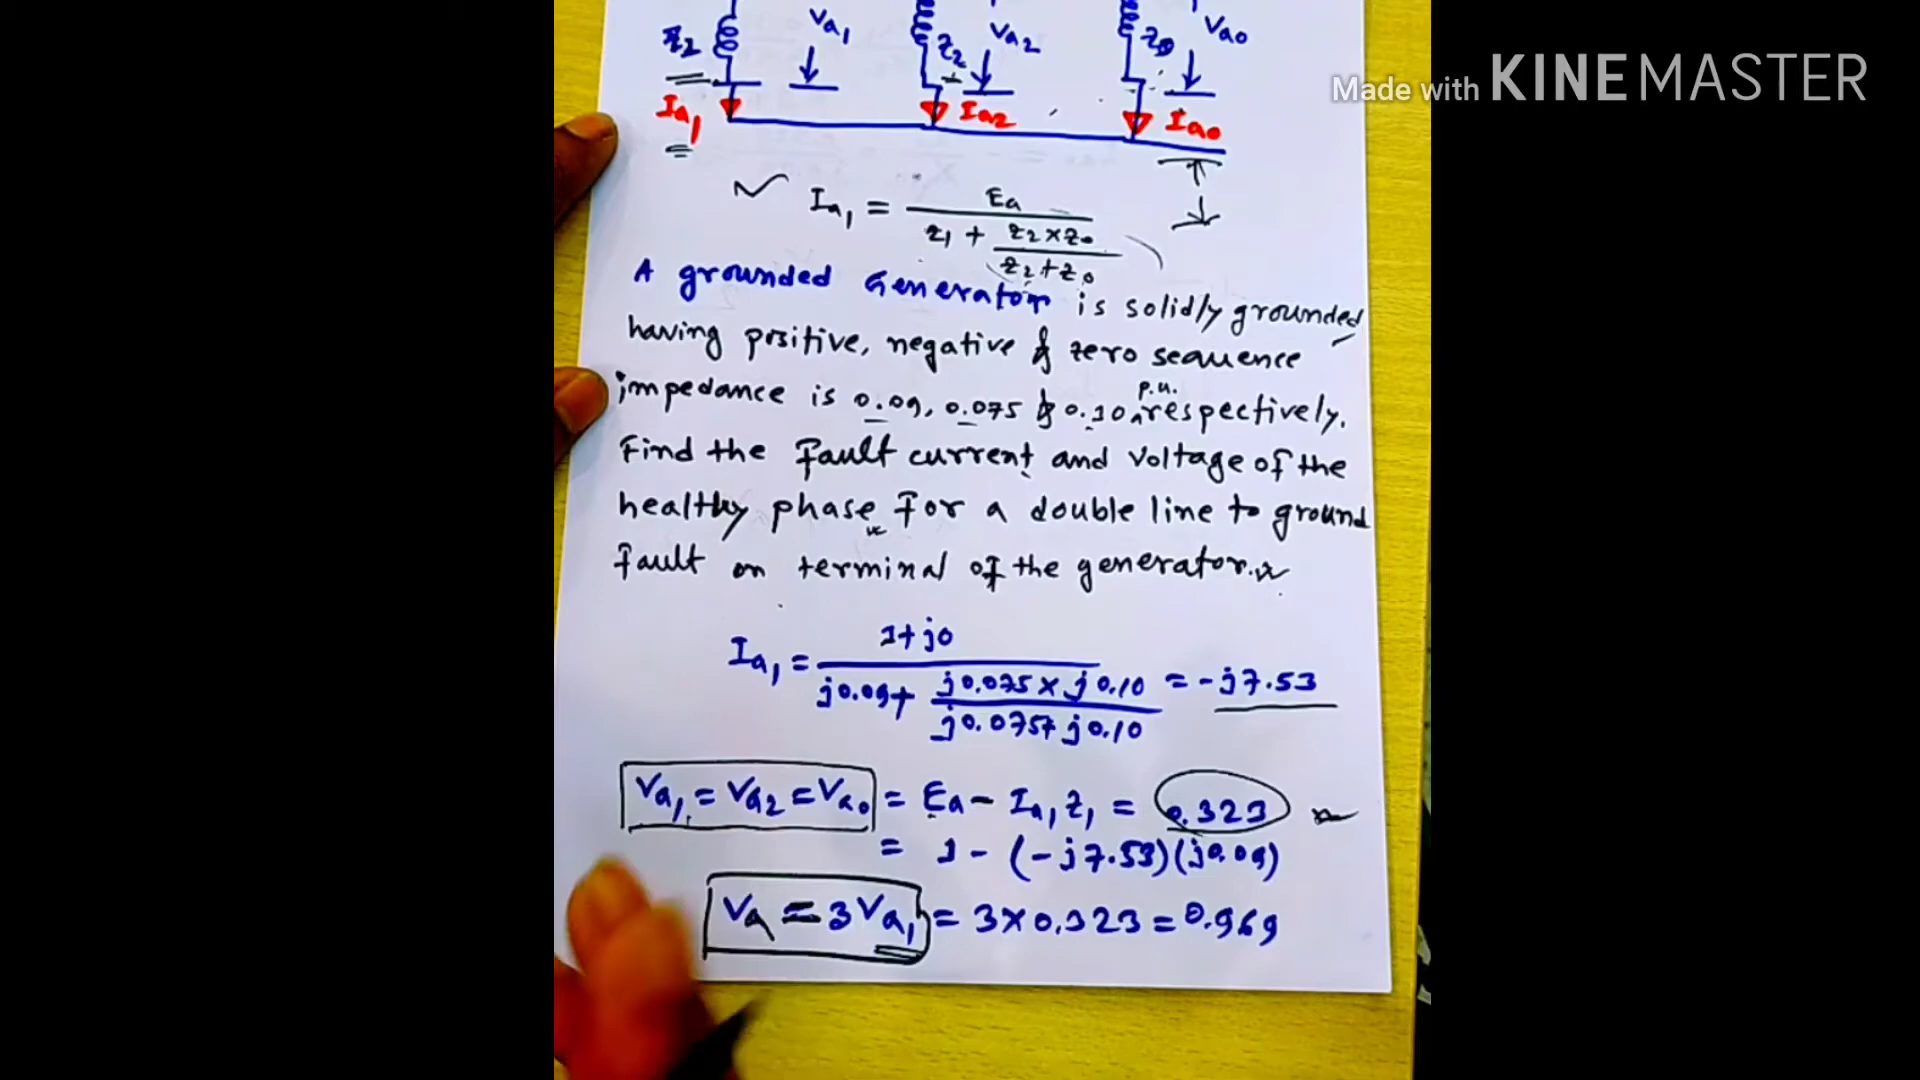 Made with KINEMASTER
Z2 Va1 Z2 Va2 Z0 Va0
Ia1 Ia2 Ia0
Ia1 = Ea / (Z1 + (Z2 × Z0) / (Z2 + Z0))
A grounded Generator is solidly grounded
having positive, negative & zero sequence
impedance is 0.09, 0.075 & 0.10 p.u. respectively.
Find the fault current and voltage of the
healthy phase for a double line to ground
fault on terminal of the generator.
Ia1 = (1+j0) / (j0.09 + (j0.075 × j0.10) / (j0.075 + j0.10)) = -j7.53
Va1 = Va2 = Va0 = Ea - Ia1 Z1 = 0.323
= 1 - (-j7.53)(j0.09)
Va = 3Va1 = 3×0.323 = 0.969